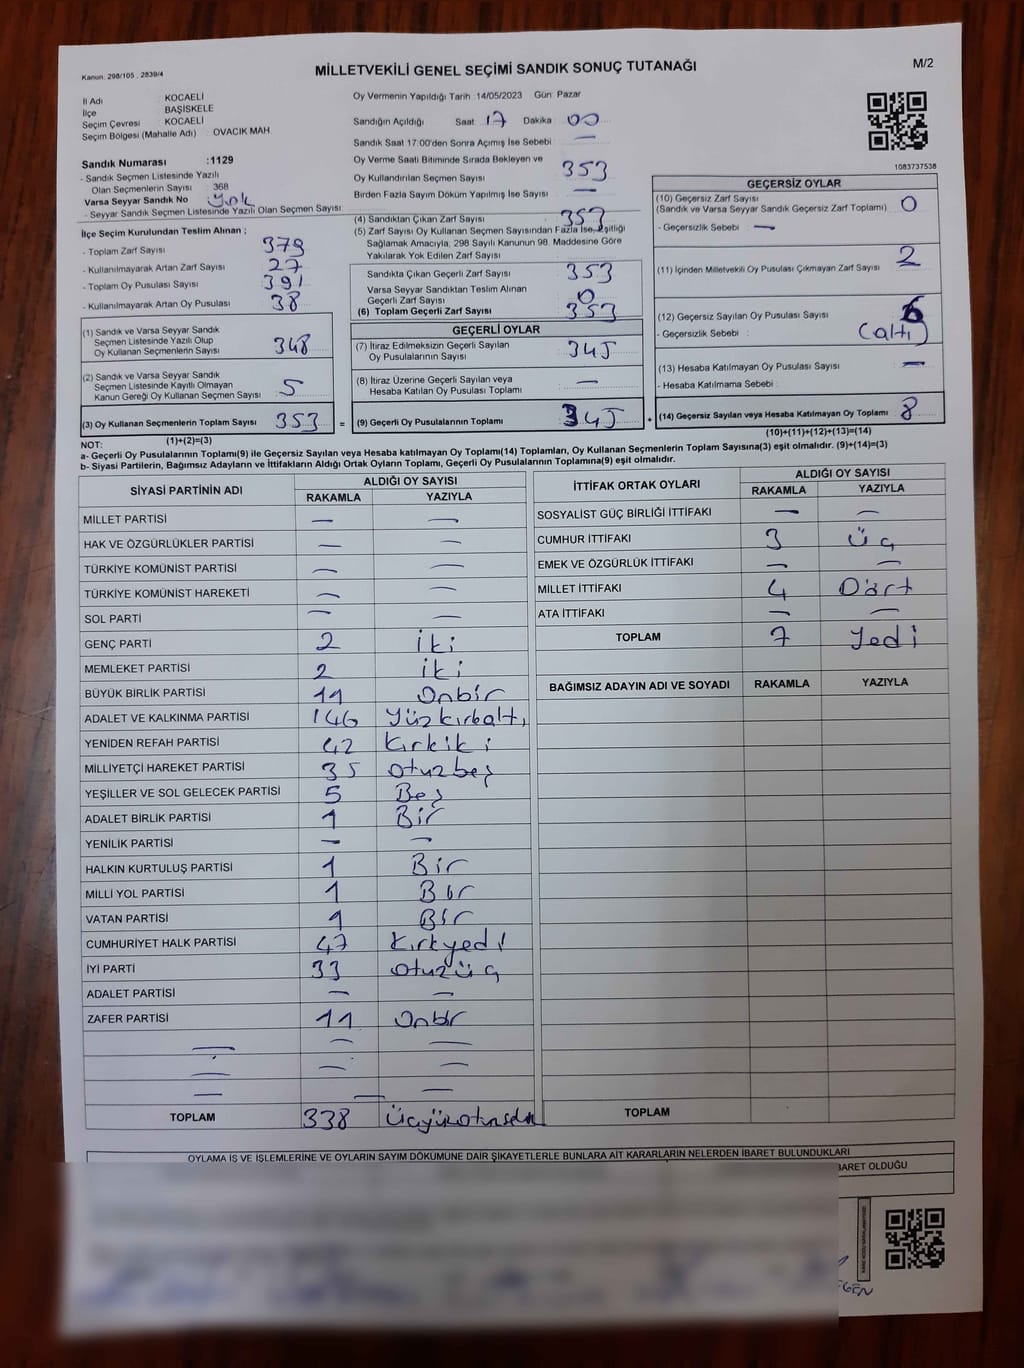 Kanun: 298/105 , 2839/4
MİLLETVEKİLİ GENEL SEÇİMİ SANDIK SONUÇ TUTANAĞI
M/2
İl Adı : KOCAELİ
İlçe : BAŞİSKELE
Seçim Çevresi : KOCAELİ
Seçim Bölgesi (Mahalle Adı) : OVACIK MAH.
Sandık Numarası :1129
- Sandık Seçmen Listesinde Yazılı
Olan Seçmenlerin Sayısı : 368
Varsa Seyyar Sandık No : Yok
- Seyyar Sandık Seçmen Listesinde Yazılı Olan Seçmen Sayısı:
İlçe Seçim Kurulundan Teslim Alınan ;
- Toplam Zarf Sayısı : 379
- Kullanılmayarak Artan Zarf Sayısı : 27
- Toplam Oy Pusulası Sayısı : 391
- Kullanılmayarak Artan Oy Pusulası : 38
(1) Sandık ve Varsa Seyyar Sandık
Seçmen Listesinde Yazılı Olup
Oy Kullanan Seçmenlerin Sayısı : 348
(2) Sandık ve Varsa Seyyar Sandık
Seçmen Listesinde Kayıtlı Olmayan
Kanun Gereği Oy Kullanan Seçmen Sayısı : 5
(3) Oy Kullanan Seçmenlerin Toplam Sayısı : 353 =
(1)+(2)=(3)
Oy Vermenin Yapıldığı Tarih :14/05/2023 Gün: Pazar
Sandığın Açıldığı Saat : 17 Dakika : 00
Sandık Saat 17:00'den Sonra Açımış İse Sebebi : —
Oy Verme Saati Bitiminde Sırada Bekleyen ve
Oy Kullandırılan Seçmen Sayısı : 353
Birden Fazla Sayım Döküm Yapılmış İse Sayısı : —
(4) Sandıktan Çıkan Zarf Sayısı : 353
(5) Zarf Sayısı Oy Kullanan Seçmen Sayısından Fazla İse, Eşitliği
Sağlamak Amacıyla, 298 Sayılı Kanunun 98. Maddesine Göre
Yakılarak Yok Edilen Zarf Sayısı :
Sandıkta Çıkan Geçerli Zarf Sayısı : 353
Varsa Seyyar Sandıktan Teslim Alınan
Geçerli Zarf Sayısı : 0
(6) Toplam Geçerli Zarf Sayısı : 353
GEÇERLİ OYLAR
(7) İtiraz Edilmeksizin Geçerli Sayılan
Oy Pusulalarının Sayısı : 345
(8) İtiraz Üzerine Geçerli Sayılan veya
Hesaba Katılan Oy Pusulası Toplamı : —
(9) Geçerli Oy Pusulalarının Toplamı : 345 +
1083737538
GEÇERSİZ OYLAR
(10) Geçersiz Zarf Sayısı
(Sandık ve Varsa Seyyar Sandık Geçersiz Zarf Toplamı) : 0
- Geçersizlik Sebebi : —
(11) İçinden Milletvekili Oy Pusulası Çıkmayan Zarf Sayısı : 2
(12) Geçersiz Sayılan Oy Pusulası Sayısı : 6
- Geçersizlik Sebebi : (altı)
(13) Hesaba Katılmayan Oy Pusulası Sayısı : —
- Hesaba Katılmama Sebebi :
(14) Geçersiz Sayılan veya Hesaba Katılmayan Oy Toplamı : 8
(10)+(11)+(12)+(13)=(14)
NOT:
a- Geçerli Oy Pusulalarının Toplamı(9) ile Geçersiz Sayılan veya Hesaba katılmayan Oy Toplamı(14) Toplamları, Oy Kullanan Seçmenlerin Toplam Sayısına(3) eşit olmalıdır. (9)+(14)=(3)
b- Siyasi Partilerin, Bağımsız Adayların ve İttifakların Aldığı Ortak Oyların Toplamı, Geçerli Oy Pusulalarının Toplamına(9) eşit olmalıdır.
SİYASİ PARTİNİN ADI ALDIĞI OY SAYISI
RAKAMLA YAZIYLA
MİLLET PARTİSİ — —
HAK VE ÖZGÜRLÜKLER PARTİSİ — —
TÜRKİYE KOMÜNİST PARTİSİ — —
TÜRKİYE KOMÜNİST HAREKETİ — —
SOL PARTİ — —
GENÇ PARTİ 2 İki
MEMLEKET PARTİSİ 2 iki
BÜYÜK BİRLİK PARTİSİ 11 Onbir
ADALET VE KALKINMA PARTİSİ 146 Yüzkırkaltı
YENİDEN REFAH PARTİSİ 42 Kırkiki
MİLLİYETÇİ HAREKET PARTİSİ 35 otuzbeş
YEŞİLLER VE SOL GELECEK PARTİSİ 5 Beş
ADALET BİRLİK PARTİSİ 1 Bir
YENİLİK PARTİSİ — —
HALKIN KURTULUŞ PARTİSİ 1 Bir
MİLLİ YOL PARTİSİ 1 Bir
VATAN PARTİSİ 1 Bir
CUMHURİYET HALK PARTİSİ 47 Kırkyedi
İYİ PARTİ 33 otuzüç
ADALET PARTİSİ — —
ZAFER PARTİSİ 11 Onbir
— — —
— — —
— — —
TOPLAM 338 Üçyüzotuzsekiz
İTTİFAK ORTAK OYLARI ALDIĞI OY SAYISI
RAKAMLA YAZIYLA
SOSYALİST GÜÇ BİRLİĞİ İTTİFAKI — —
CUMHUR İTTİFAKI 3 Üç
EMEK VE ÖZGÜRLÜK İTTİFAKI — —
MİLLET İTTİFAKI 4 Dört
ATA İTTİFAKI — —
TOPLAM 7 Yedi
BAĞIMSIZ ADAYIN ADI VE SOYADI RAKAMLA YAZIYLA
TOPLAM
OYLAMA İŞ VE İŞLEMLERİNE VE OYLARIN SAYIM DÖKÜMÜNE DAİR ŞİKAYETLERLE BUNLARA AİT KARARLARIN NELERDEN İBARET BULUNDUKLARI
BARET OLDUĞU